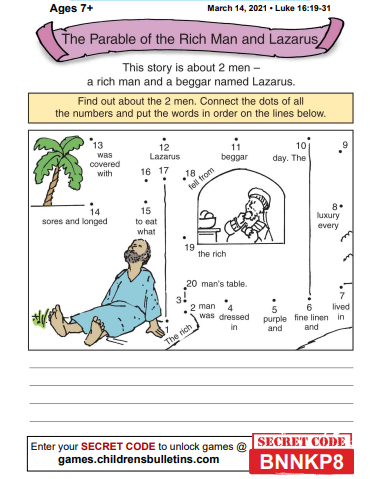 Ages 7+
March 14, 2021 • Luke 16:19-31
The Parable of the Rich Man and Lazarus
This story is about 2 men –
a rich man and a beggar named Lazarus.
Find out about the 2 men. Connect the dots of all
the numbers and put the words in order on the lines below.
13
was
covered
with
12
Lazarus
11
beggar
10
day. The
9
16
17
18
fell from
14
sores and longed
15
to eat
what
8
luxury
every
19
the rich
20 man's table.
3
2 man
was
4
dressed
in
5
purple
and
6
fine linen
and
7
lived
in
1
The rich
Enter your SECRET CODE to unlock games @
games.childrensbulletins.com
SECRET CODE
BNNKP8